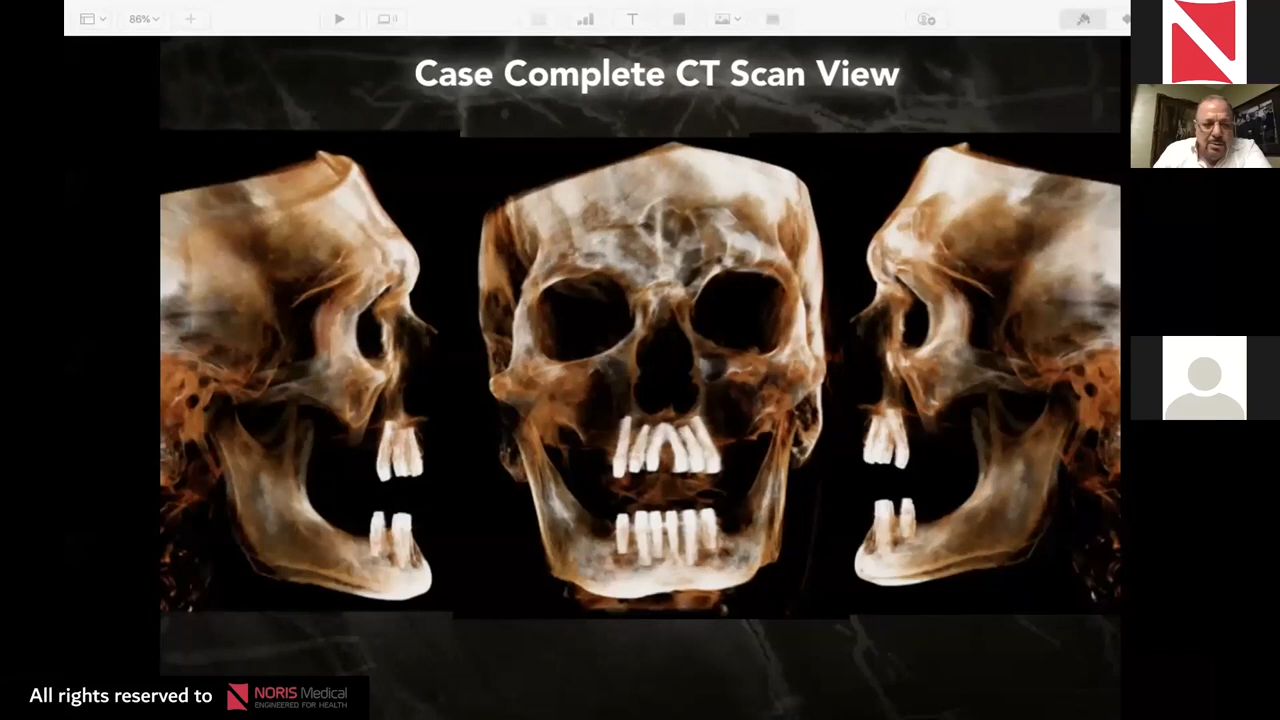 86%
Case Complete CT Scan View
All rights reserved to
NORIS Medical
ENGINEERED FOR HEALTH